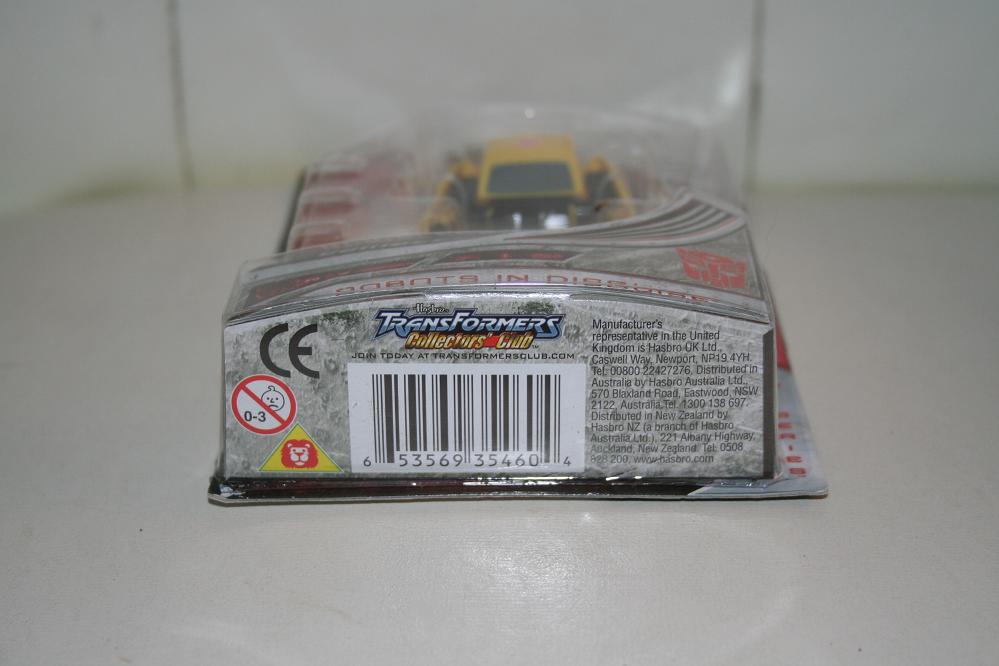 ROBOTS IN DISGUISE
Hasbro
TRANSFORMERS
Collectors' Club
JOIN TODAY AT TRANSFORMERSCLUB.COM
CE
0-3
6 53569 35460 4
Manufacturer's
representative in the United
Kingdom is Hasbro UK Ltd.,
Caswell Way, Newport, NP19 4YH.
Tel: 00800 22427276. Distributed in
Australia by Hasbro Australia Ltd.,
570 Blaxland Road, Eastwood, NSW
2122, Australia.Tel: 1300 138 697.
Distributed in New Zealand by
Hasbro NZ (a branch of Hasbro
Australia Ltd.), 221 Albany Highway,
Auckland, New Zealand. Tel: 0508
828 200. www.hasbro.com
SERIES